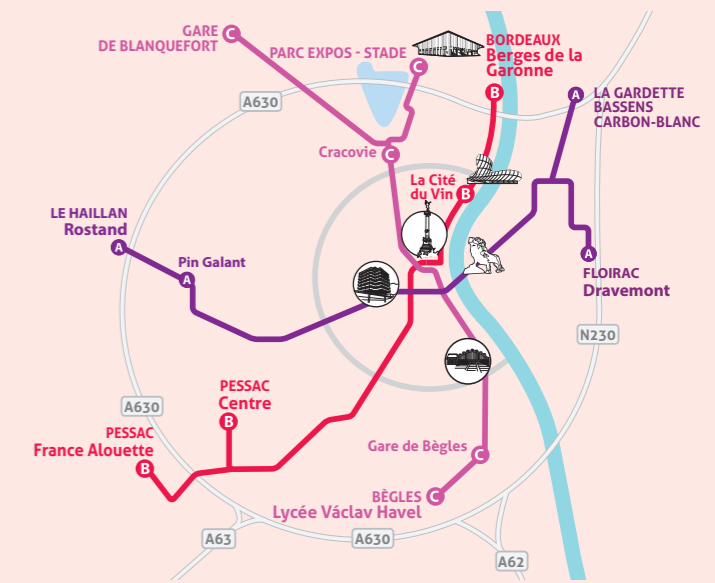 GARE
DE BLANQUEFORT
C
PARC EXPOS - STADE
C
BORDEAUX
Berges de la
Garonne
B
A630
A
LA GARDETTE
BASSENS
CARBON-BLANC
Cracovie
C
La Cité
du Vin
B
LE HAILLAN
Rostand
A
Pin Galant
A
A
FLOIRAC
Dravemont
N230
A630
PESSAC
Centre
B
PESSAC
France Alouette
B
Gare de Bègles
C
BÈGLES
Lycée Václav Havel
C
A63
A630
A62